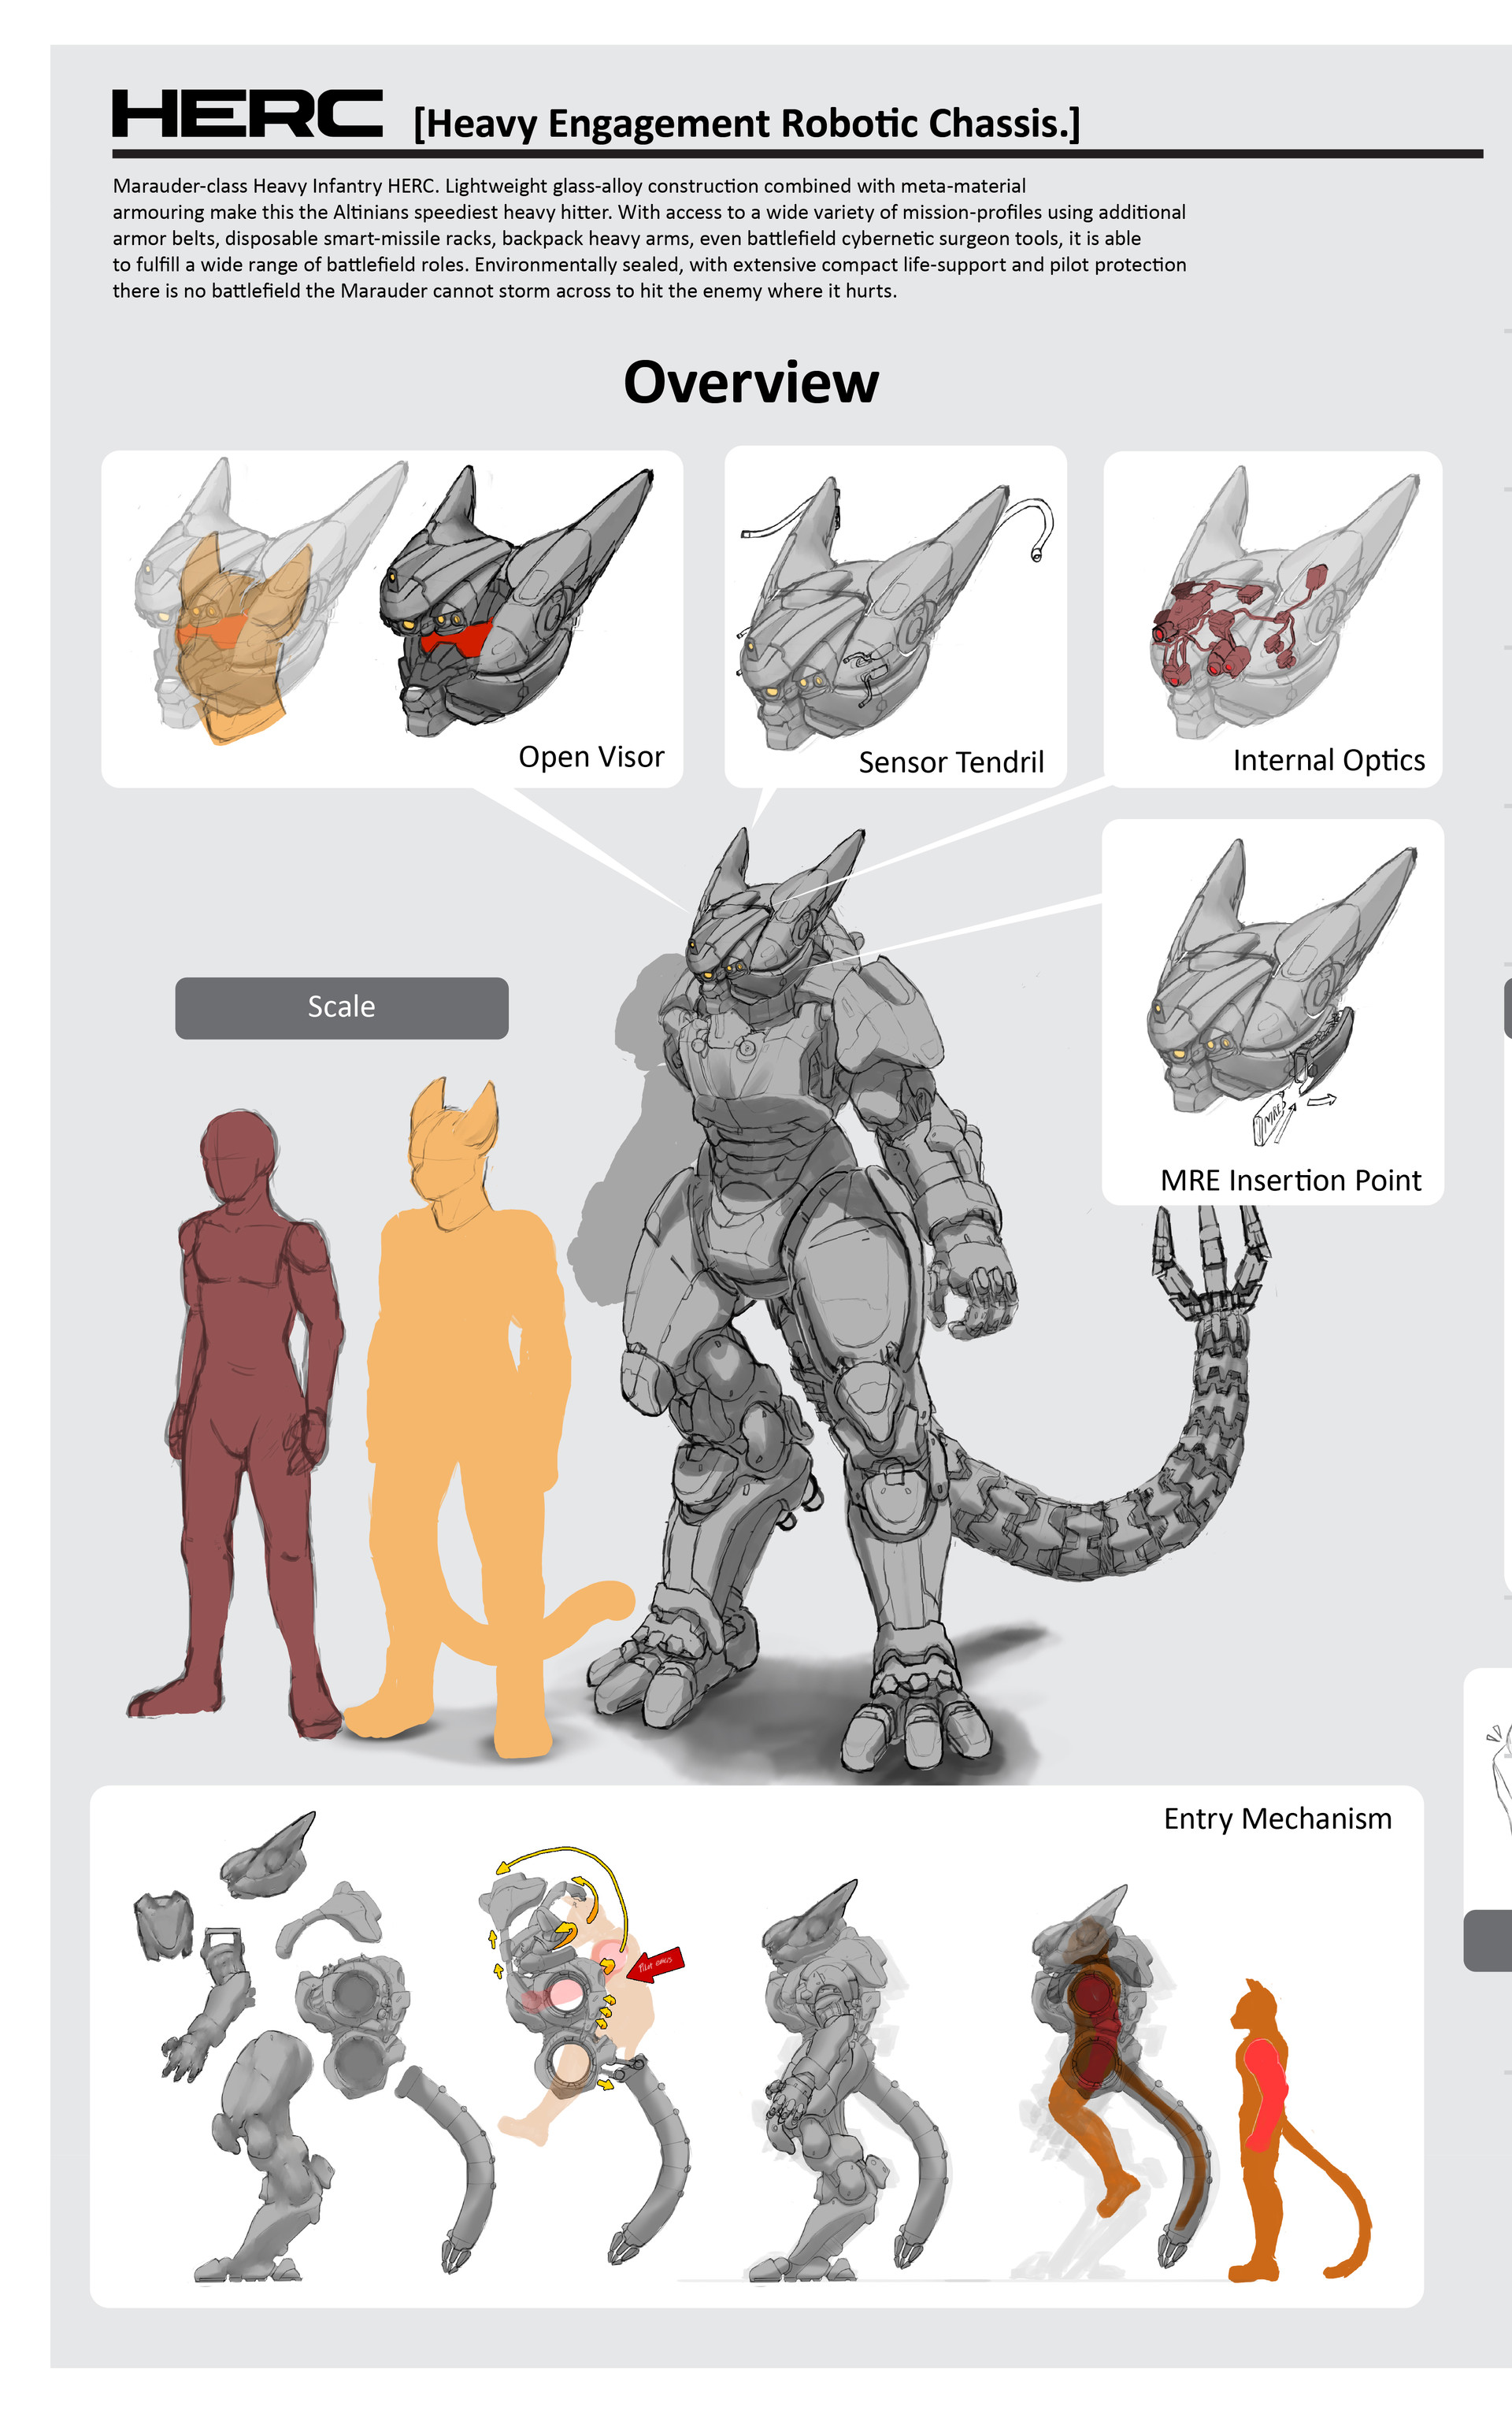 HERC [Heavy Engagement Robotic Chassis.]
Marauder-class Heavy Infantry HERC. Lightweight glass-alloy construction combined with meta-material
armouring make this the Altinians speediest heavy hitter. With access to a wide variety of mission-profiles using additional
armor belts, disposable smart-missile racks, backpack heavy arms, even battlefield cybernetic surgeon tools, it is able
to fulfill a wide range of battlefield roles. Environmentally sealed, with extensive compact life-support and pilot protection
there is no battlefield the Marauder cannot storm across to hit the enemy where it hurts.
Overview
Open Visor
Sensor Tendril
Internal Optics
MRE
MRE Insertion Point
Scale
Entry Mechanism
Pilot